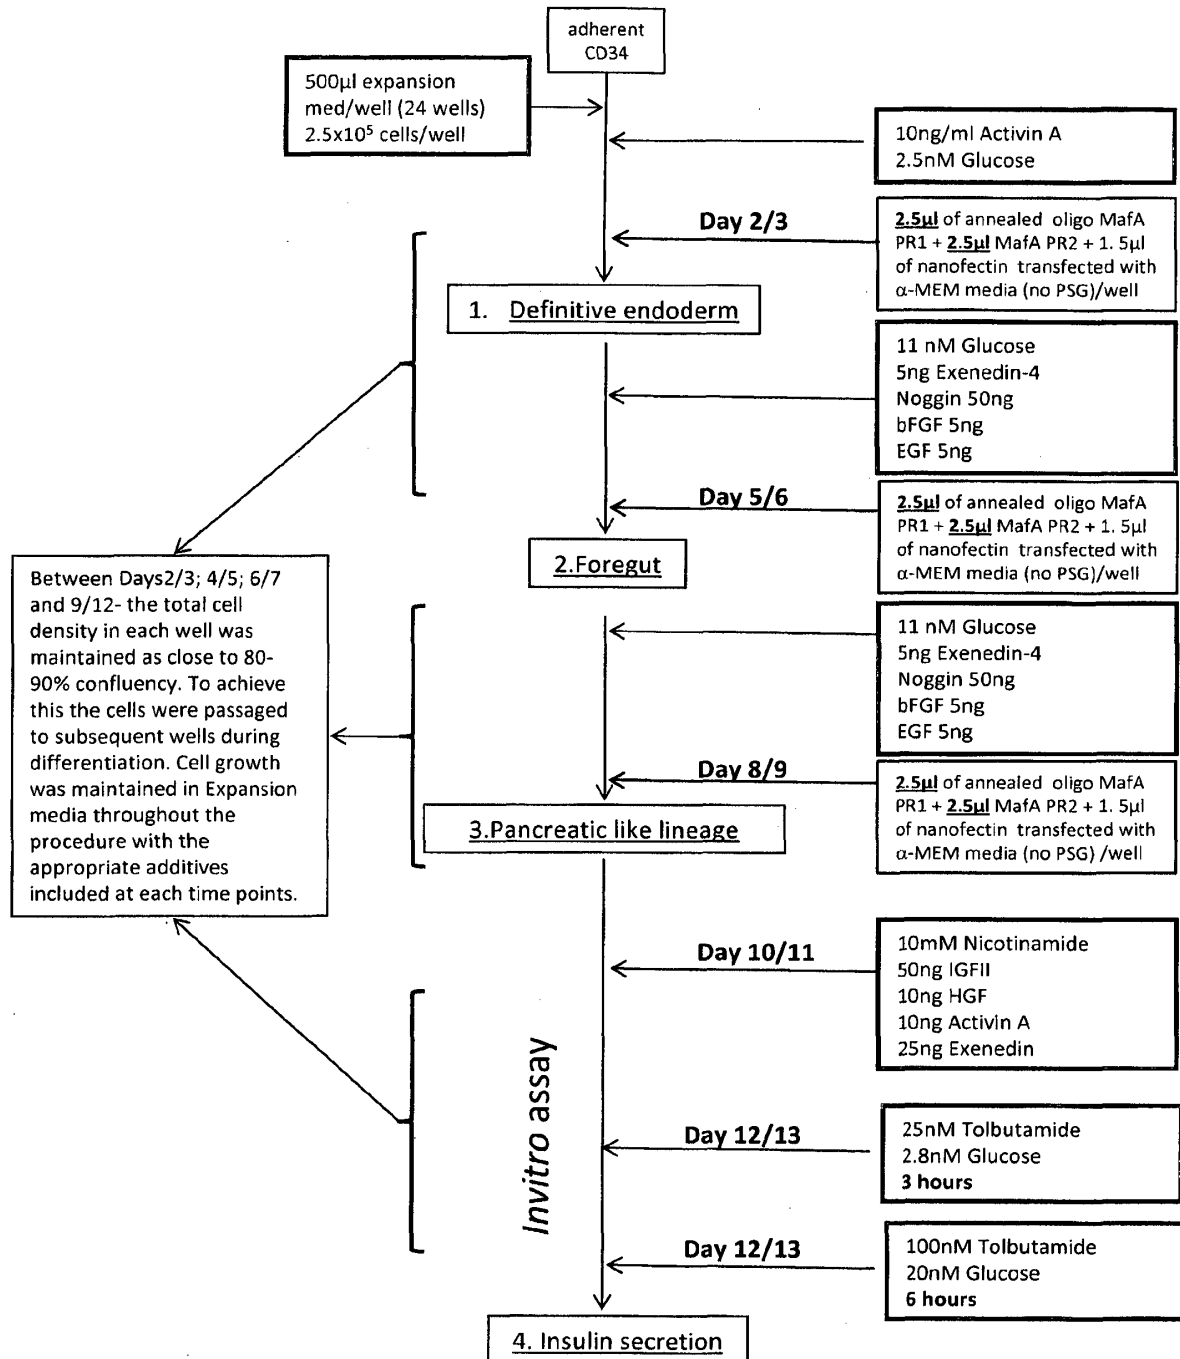 adherent
CD34
500µl expansion
med/well (24 wells)
2.5x10⁵ cells/well
10ng/ml Activin A
2.5nM Glucose
Day 2/3
2.5µl of annealed oligo MafA
PR1 + 2.5µl MafA PR2 + 1. 5µl
of nanofectin transfected with
α-MEM media (no PSG)/well
1. Definitive endoderm
11 nM Glucose
5ng Exenedin-4
Noggin 50ng
bFGF 5ng
EGF 5ng
Day 5/6
2.5µl of annealed oligo MafA
PR1 + 2.5µl MafA PR2 + 1. 5µl
of nanofectin transfected with
α-MEM media (no PSG)/well
2.Foregut
Between Days2/3; 4/5; 6/7
and 9/12- the total cell
density in each well was
maintained as close to 80-
90% confluency. To achieve
this the cells were passaged
to subsequent wells during
differentiation. Cell growth
was maintained in Expansion
media throughout the
procedure with the
appropriate additives
included at each time points.
11 nM Glucose
5ng Exenedin-4
Noggin 50ng
bFGF 5ng
EGF 5ng
Day 8/9
2.5µl of annealed oligo MafA
PR1 + 2.5µl MafA PR2 + 1. 5µl
of nanofectin transfected with
α-MEM media (no PSG) /well
3.Pancreatic like lineage
Day 10/11
10mM Nicotinamide
50ng IGFII
10ng HGF
10ng Activin A
25ng Exenedin
Invitro assay
Day 12/13
25nM Tolbutamide
2.8nM Glucose
3 hours
Day 12/13
100nM Tolbutamide
20nM Glucose
6 hours
4. Insulin secretion